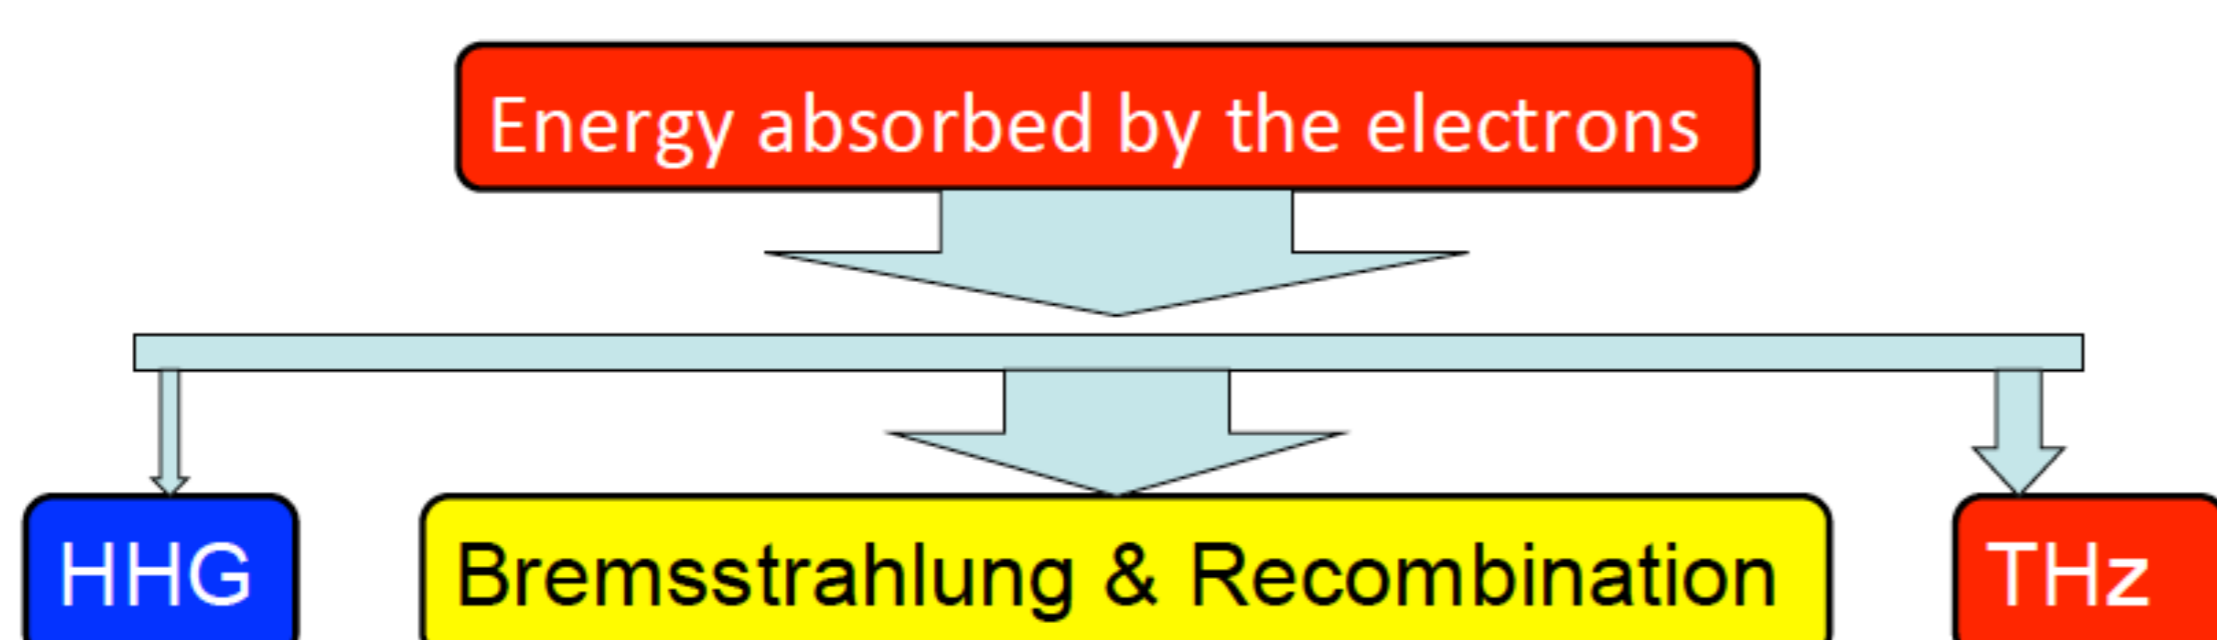 Energy absorbed by the electrons
HHG
Bremsstrahlung & Recombination
THz